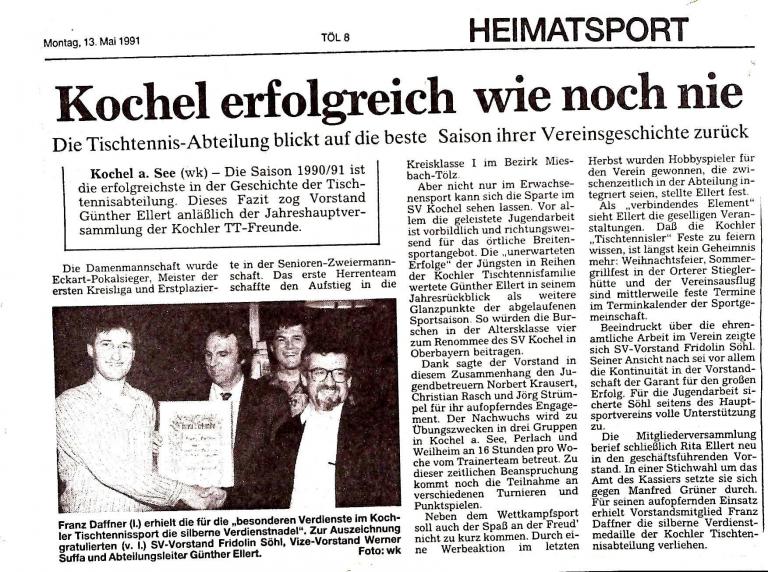 Montag, 13. Mai 1991
TÖL 8
HEIMATSPORT
Kochel erfolgreich wie noch nie
Die Tischtennis-Abteilung blickt auf die beste Saison ihrer Vereinsgeschichte zurück
Kochel a. See (wk) – Die Saison 1990/91 ist
die erfolgreichste in der Geschichte der Tisch-
tennisabteilung. Dieses Fazit zog Vorstand
Günther Ellert anläßlich der Jahreshauptver-
sammlung der Kochler TT-Freunde.
Die Damenmannschaft wurde
Eckart-Pokalsieger, Meister der
ersten Kreisliga und Erstplazier-
te in der Senioren-Zweiermann-
schaft. Das erste Herrenteam
schaffte den Aufstieg in die
Kreisklasse I im Bezirk Mies-
bach-Tölz.
Aber nicht nur im Erwachse-
nensport kann sich die Sparte im
SV Kochel sehen lassen. Vor al-
lem die geleistete Jugendarbeit
ist vorbildlich und richtungswei-
send für das örtliche Breiten-
sportangebot. Die „unerwarteten
Erfolge" der Jüngsten in Reihen
der Kochler Tischtennisfamilie
wertete Günther Ellert in seinem
Jahresrückblick als weitere
Glanzpunkte der abgelaufenen
Sportsaison. So würden die Bur-
schen in der Altersklasse vier
zum Renommee des SV Kochel in
Oberbayern beitragen.
Dank sagte der Vorstand in
diesem Zusammenhang den Ju-
gendbetreuern Norbert Krausert,
Christian Rasch und Jörg Strüm-
pel für ihr aufopferndes Engage-
ment. Der Nachwuchs wird zu
Übungszwecken in drei Gruppen
in Kochel a. See, Perlach und
Weilheim an 16 Stunden pro Wo-
che vom Trainerteam betreut. Zu
dieser zeitlichen Beanspruchung
kommt noch die Teilnahme an
verschiedenen Turnieren und
Punktspielen.
Neben dem Wettkampfsport
soll auch der Spaß an der Freud'
nicht zu kurz kommen. Durch ei-
ne Werbeaktion im letzten
Herbst wurden Hobbyspieler für
den Verein gewonnen, die zwi-
schenzeitlich in der Abteilung in-
tegriert seien, stellte Ellert fest.
Als „verbindendes Element"
sieht Ellert die geselligen Veran-
staltungen. Daß die Kochler
„Tischtennisler" Feste zu feiern
wissen, ist längst kein Geheimnis
mehr: Weihnachtsfeier, Sommer-
grillfest in der Orterer Stiegler-
hütte und der Vereinsausflug
sind mittlerweile feste Termine
im Terminkalender der Sportge-
meinschaft.
Beeindruckt über die ehren-
amtliche Arbeit im Verein zeigte
sich SV-Vorstand Fridolin Söhl.
Seiner Ansicht nach sei vor allem
die Kontinuität in der Vorstand-
schaft der Garant für den großen
Erfolg. Für die Jugendarbeit si-
cherte Söhl seitens des Haupt-
sportvereins volle Unterstützung
zu.
Die Mitgliederversammlung
berief schließlich Rita Ellert neu
in den geschäftsführenden Vor-
stand. In einer Stichwahl um das
Amt des Kassiers setzte sie sich
gegen Manfred Grüner durch.
Für seinen aufopfernden Einsatz
erhielt Vorstandsmitglied Franz
Daffner die silberne Verdienst-
medaille der Kochler Tischten-
nisabteilung verliehen.
Franz Daffner (l.) erhielt die für die „besonderen Verdienste im Koch-
ler Tischtennissport die silberne Verdienstnadel". Zur Auszeichnung
gratulierten (v. l.) SV-Vorstand Fridolin Söhl, Vize-Vorstand Werner
Suffa und Abteilungsleiter Günther Ellert. Foto: wk